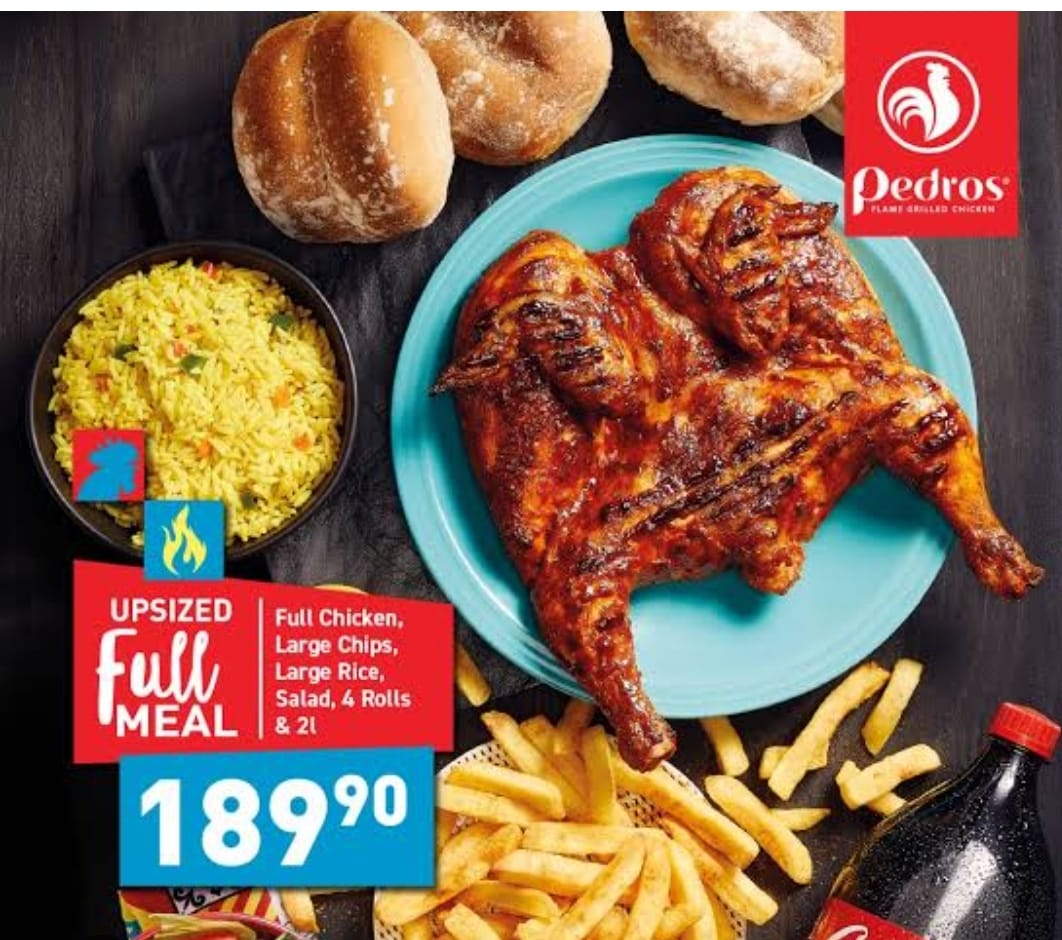 Pedros®
FLAME GRILLED CHICKEN
UPSIZED
Full
MEAL
Full Chicken,
Large Chips,
Large Rice,
Salad, 4 Rolls
& 2l
189⁹⁰